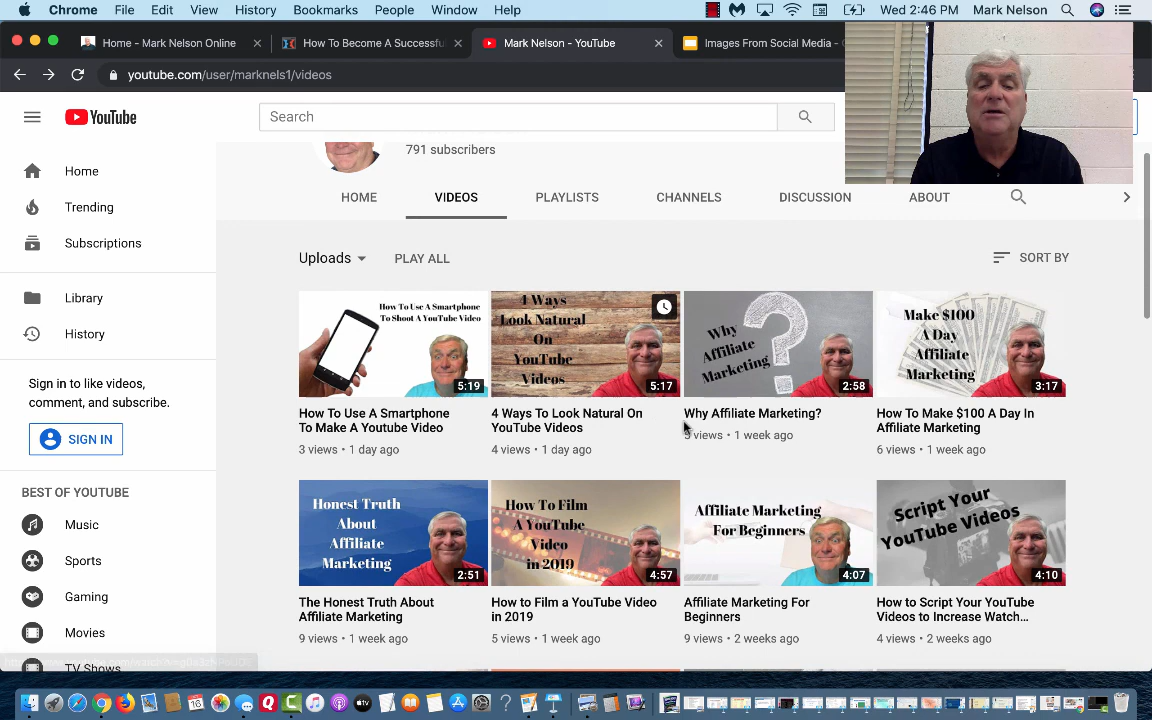 Chrome File Edit View History Bookmarks People Window Help Wed 2:46 PM Mark Nelson
Home - Mark Nelson Online
How To Become A Successfu
Mark Nelson - YouTube
Images From Social Media -
youtube.com/user/marknels1/videos
YouTube
Search
791 subscribers
HOME VIDEOS PLAYLISTS CHANNELS DISCUSSION ABOUT
Home
Trending
Subscriptions
Library
History
Sign in to like videos,
comment, and subscribe.
SIGN IN
BEST OF YOUTUBE
Music
Sports
Gaming
Movies
TV Shows
Uploads PLAY ALL SORT BY
How To Use A Smartphone
To Shoot A YouTube Video
5:19
How To Use A Smartphone
To Make A Youtube Video
3 views • 1 day ago
4 Ways
Look Natural
On
YouTube
Videos
5:17
4 Ways To Look Natural On
YouTube Videos
4 views • 1 day ago
Why
Affiliate
Marketing
2:58
Why Affiliate Marketing?
views • 1 week ago
Make $100
A Day
Affiliate
Marketing
3:17
How To Make $100 A Day In
Affiliate Marketing
6 views • 1 week ago
Honest Truth
About
Affiliate
Marketing
2:51
The Honest Truth About
Affiliate Marketing
9 views • 1 week ago
How To Film
A YouTube
Video
in 2019
4:57
How to Film a YouTube Video
in 2019
5 views • 1 week ago
Affiliate Marketing
For Beginners
4:07
Affiliate Marketing For
Beginners
9 views • 2 weeks ago
Script Your
YouTube Videos
4:10
How to Script Your YouTube
Videos to Increase Watch...
4 views • 2 weeks ago